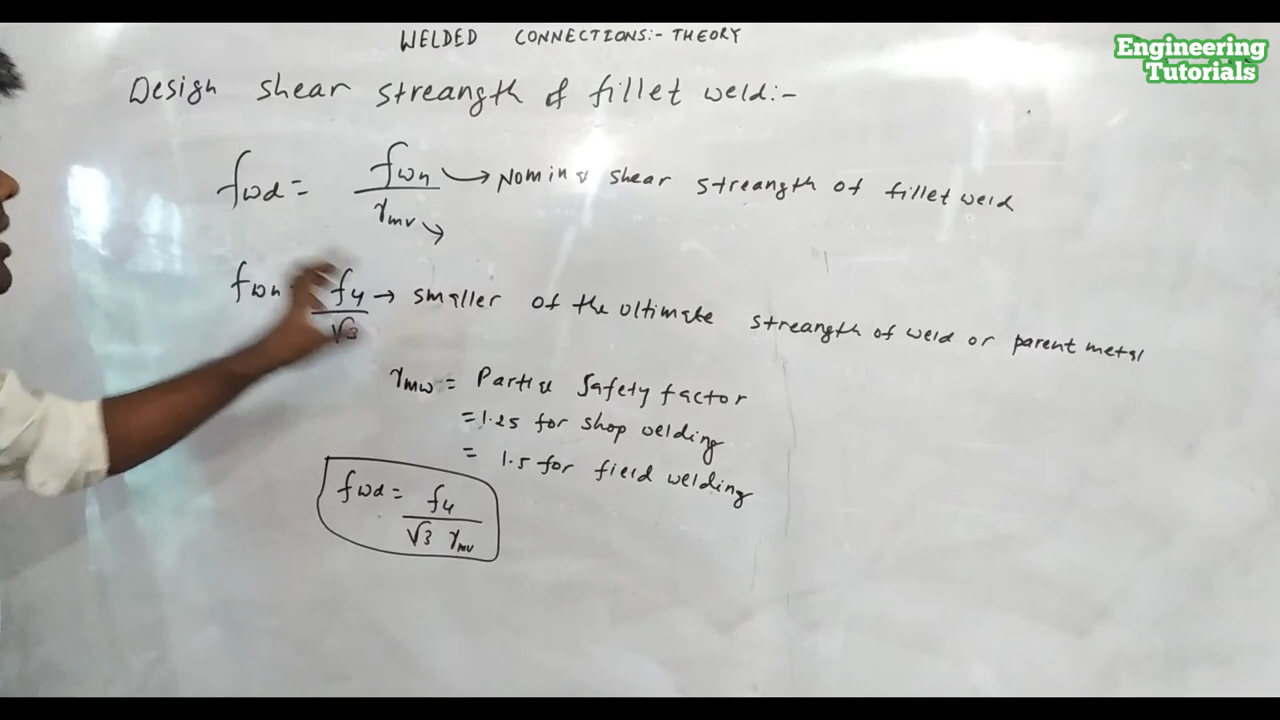 WELDED CONNECTIONS:- THEORY
Engineering
Tutorials
Design shear streangth of fillet weld:-
fwd = fwn / γmv → Nominal shear streangth of fillet weld
fwn = fu / √3 → smaller of the ultimate streangth of weld or parent metal
γmw = Partial Safety factor
= 1.25 for shop welding
= 1.5 for field welding
fwd = fu / √3 γmv